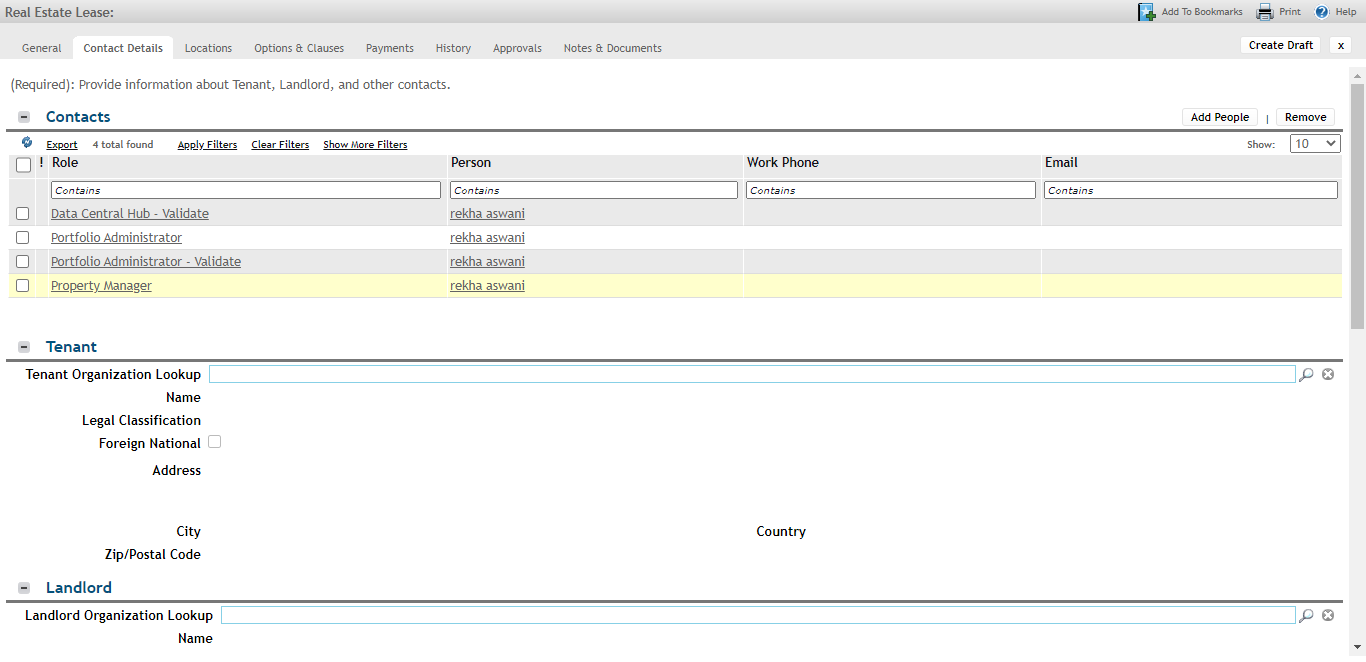 Real Estate Lease:
Add To Bookmarks Print Help
General Contact Details Locations Options & Clauses Payments History Approvals Notes & Documents
Create Draft x
(Required): Provide information about Tenant, Landlord, and other contacts.
Contacts
Add People | Remove
Export 4 total found Apply Filters Clear Filters Show More Filters
Show: 10
! Role Person Work Phone Email
Contains Contains Contains Contains
Data Central Hub - Validate rekha aswani
Portfolio Administrator rekha aswani
Portfolio Administrator - Validate rekha aswani
Property Manager rekha aswani
Tenant
Tenant Organization Lookup
Name
Legal Classification
Foreign National
Address
City Country
Zip/Postal Code
Landlord
Landlord Organization Lookup
Name